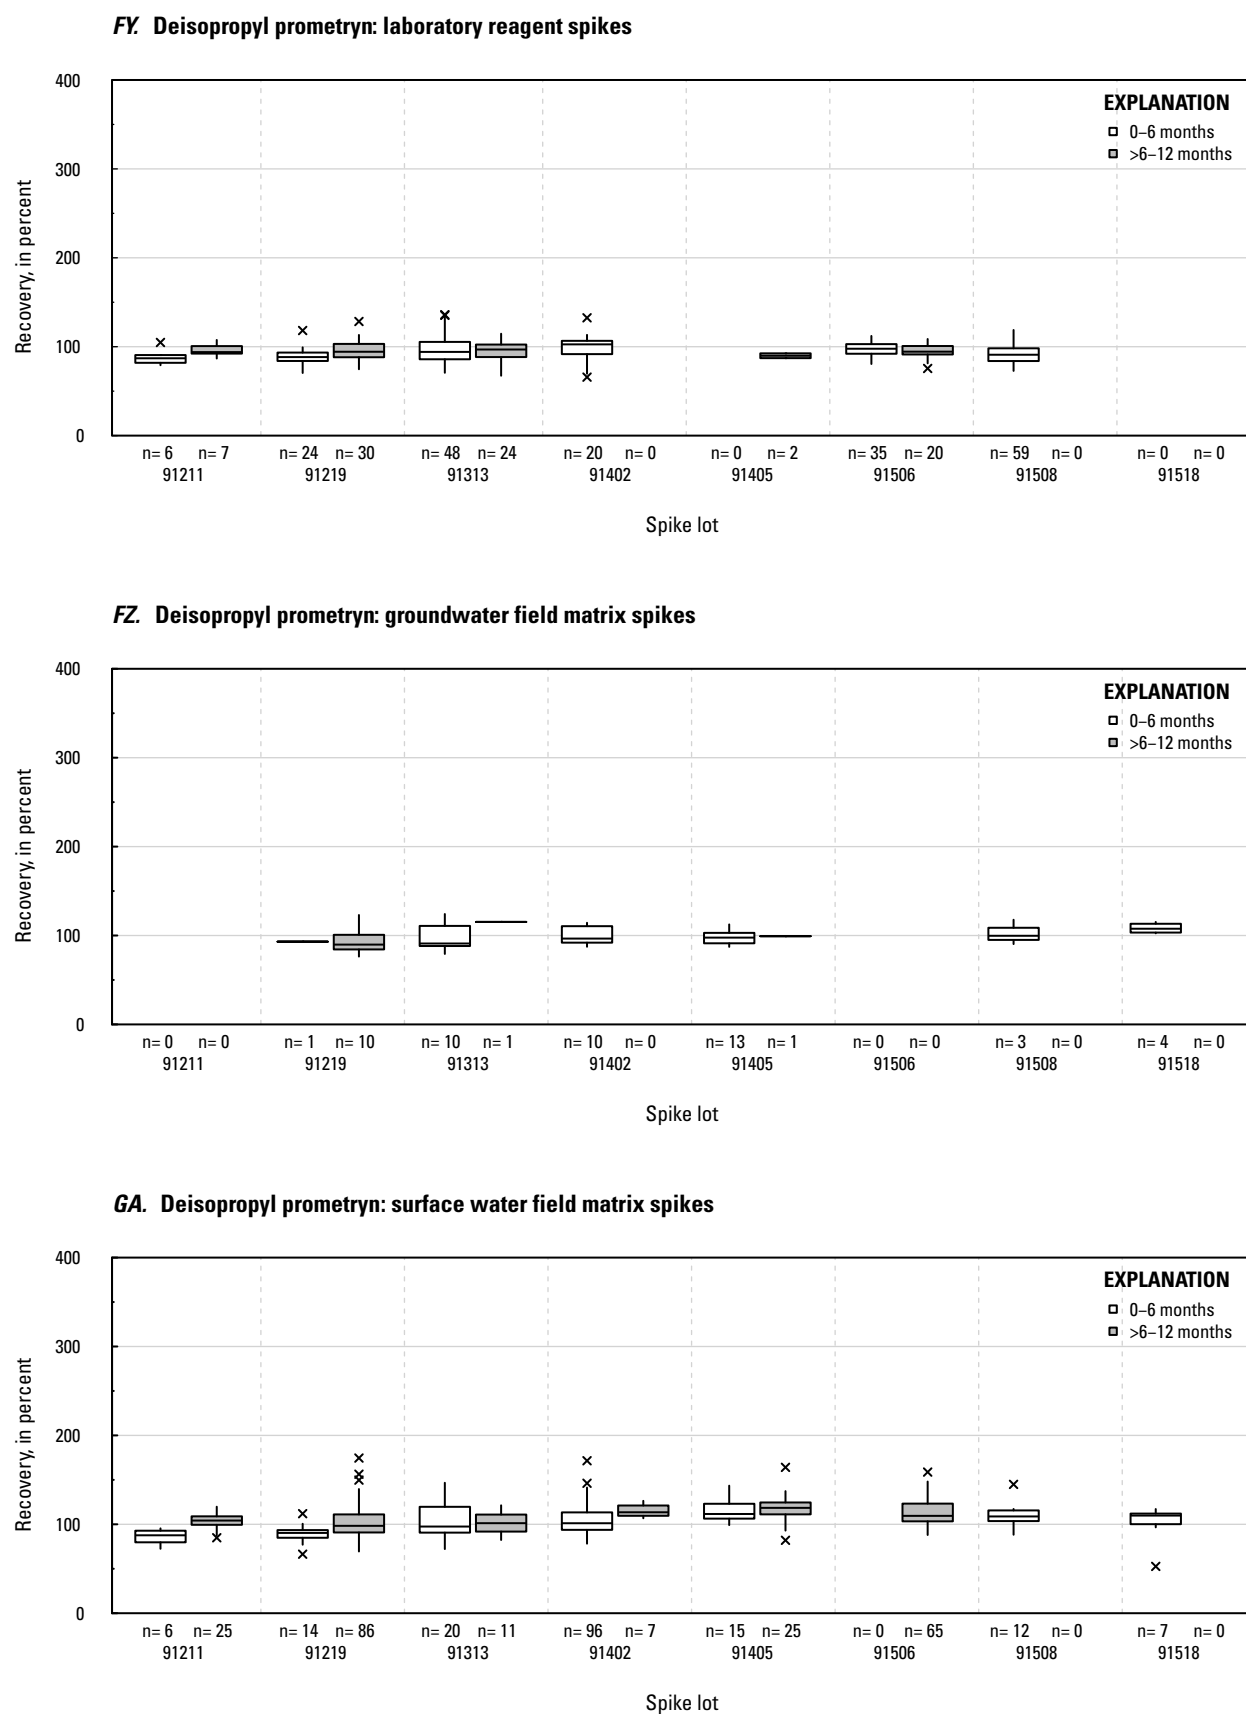 FY. Deisopropyl prometryn: laboratory reagent spikes
400
300
200
100
0
Recovery, in percent
EXPLANATION
0–6 months
>6–12 months
n= 6 n= 7 n= 24 n= 30 n= 48 n= 24 n= 20 n= 0 n= 0 n= 2 n= 35 n= 20 n= 59 n= 0 n= 0 n= 0
91211 91219 91313 91402 91405 91506 91508 91518
Spike lot
FZ. Deisopropyl prometryn: groundwater field matrix spikes
400
300
200
100
0
Recovery, in percent
EXPLANATION
0–6 months
>6–12 months
n= 0 n= 0 n= 1 n= 10 n= 10 n= 1 n= 10 n= 0 n= 13 n= 1 n= 0 n= 0 n= 3 n= 0 n= 4 n= 0
91211 91219 91313 91402 91405 91506 91508 91518
Spike lot
GA. Deisopropyl prometryn: surface water field matrix spikes
400
300
200
100
0
Recovery, in percent
EXPLANATION
0–6 months
>6–12 months
n= 6 n= 25 n= 14 n= 86 n= 20 n= 11 n= 96 n= 7 n= 15 n= 25 n= 0 n= 65 n= 12 n= 0 n= 7 n= 0
91211 91219 91313 91402 91405 91506 91508 91518
Spike lot